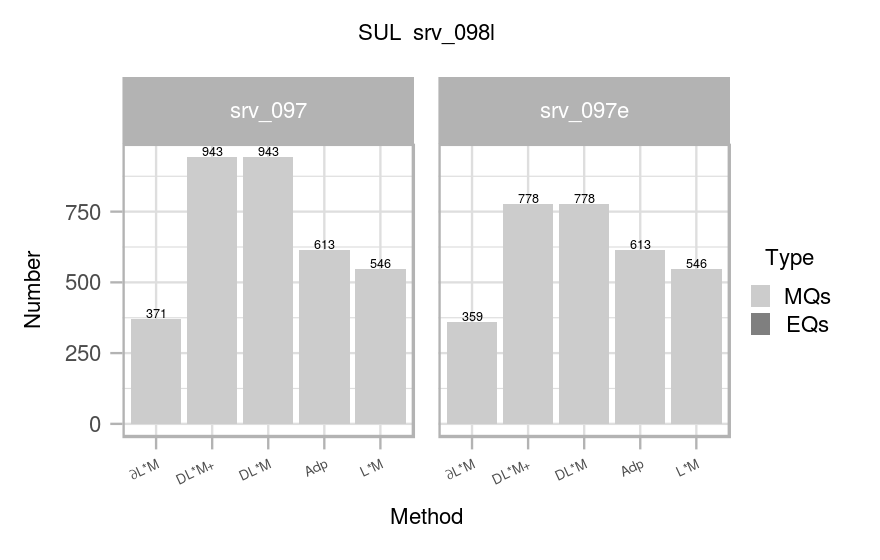 SUL srv_098l
srv_097
srv_097e
943
943
613
546
371
778
778
613
546
359
750
500
250
0
Number
∂L*M
DL*M+
DL*M
Adp
L*M
∂L*M
DL*M+
DL*M
Adp
L*M
Method
Type
MQs
EQs